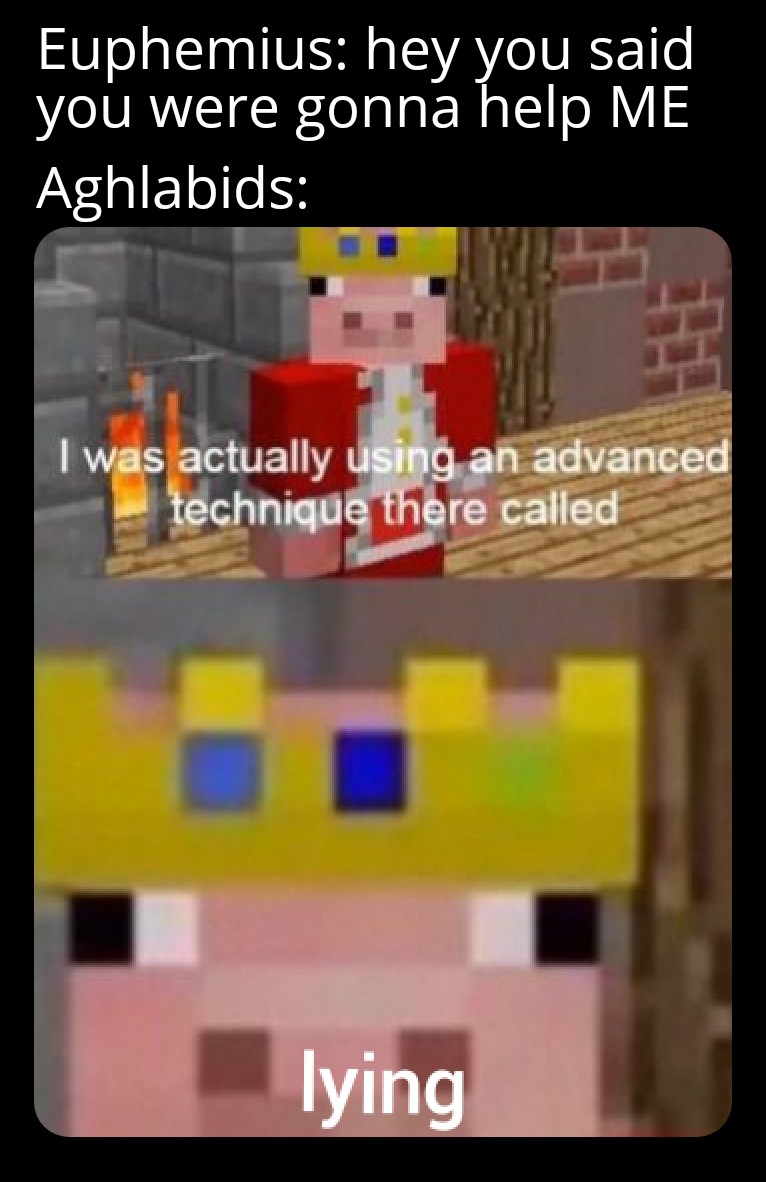 Euphemius: hey you said
you were gonna help ME
Aghlabids:
I was actually using an advanced
technique there called
lying